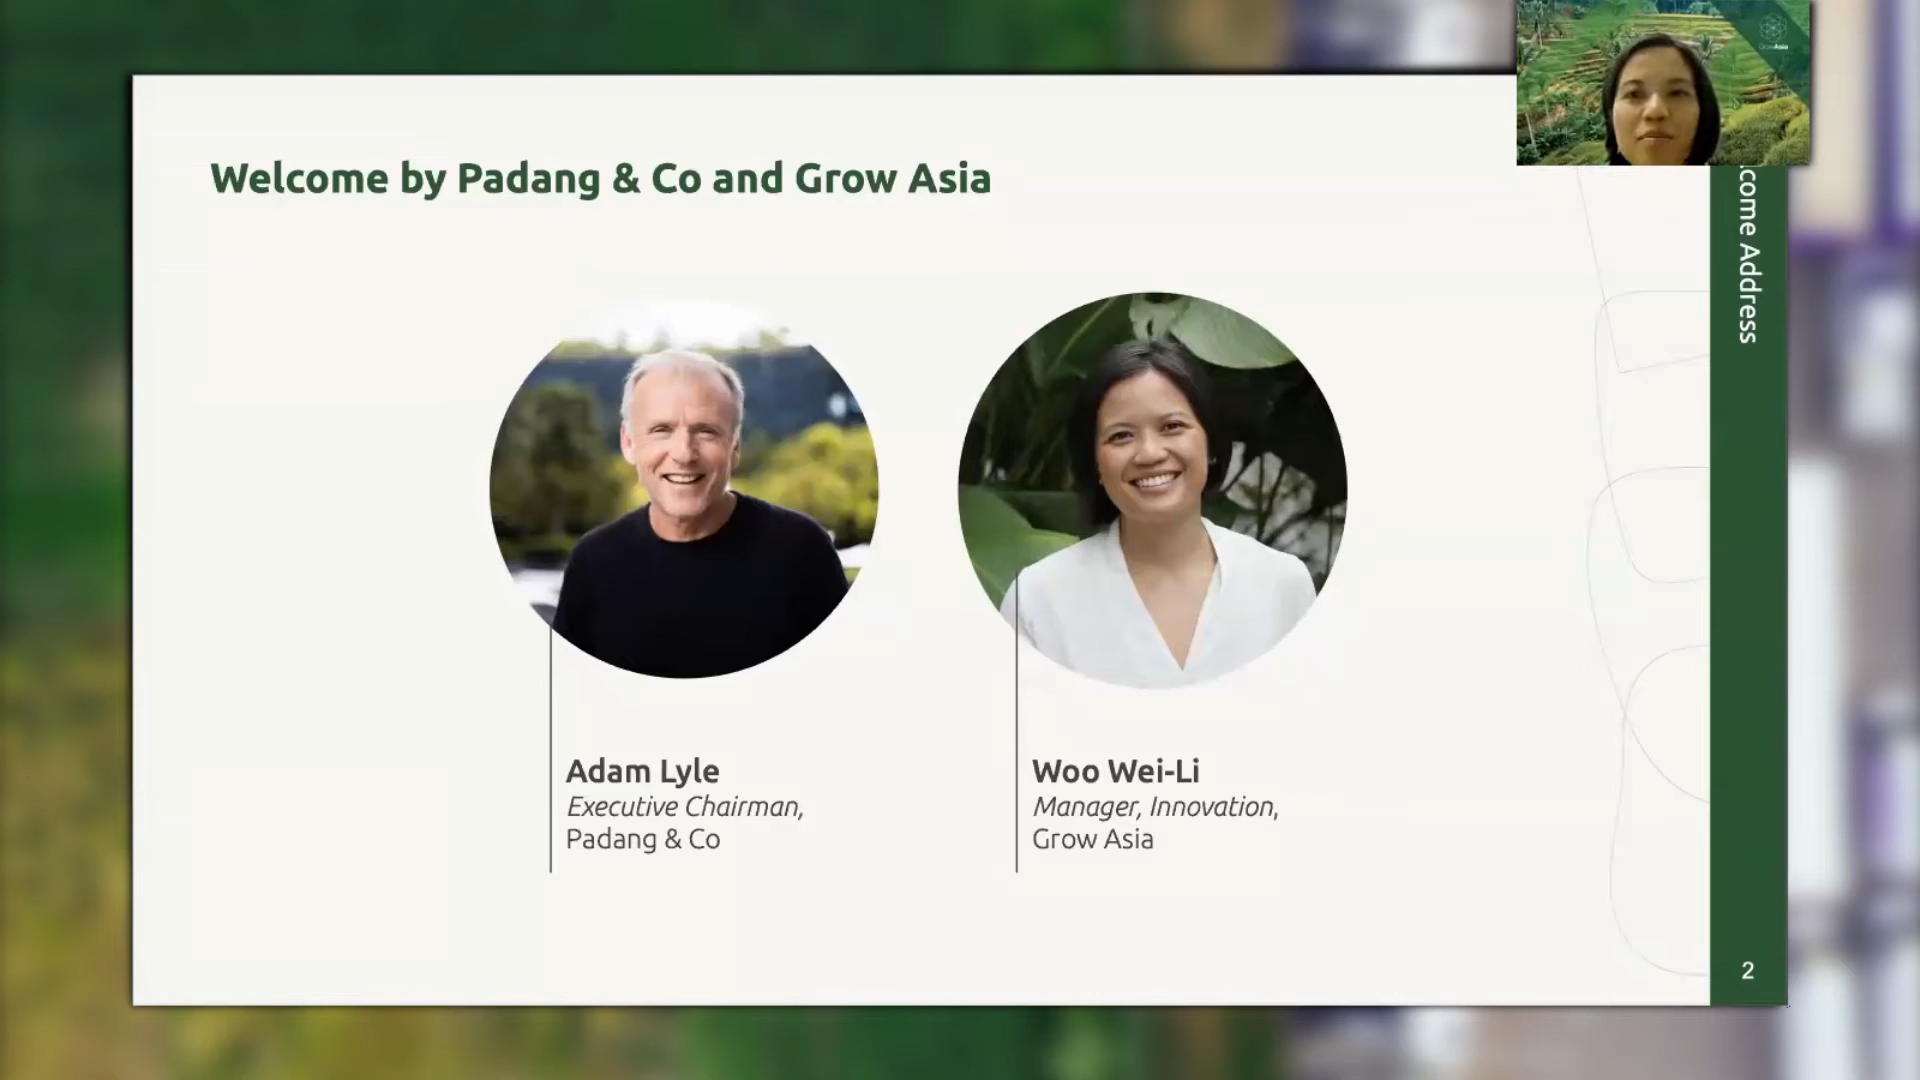 GrowAsia
Welcome by Padang & Co and Grow Asia
come Address
Adam Lyle
Executive Chairman,
Padang & Co
Woo Wei-Li
Manager, Innovation,
Grow Asia
2